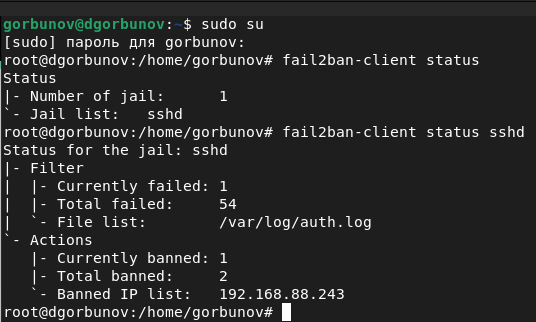 gorbunov@dgorbunov:~$ sudo su
[sudo] пароль для gorbunov:
root@dgorbunov:/home/gorbunov# fail2ban-client status
Status
|- Number of jail:      1
`- Jail list:   sshd
root@dgorbunov:/home/gorbunov# fail2ban-client status sshd
Status for the jail: sshd
|- Filter
|  |- Currently failed: 1
|  |- Total failed:     54
|  `- File list:        /var/log/auth.log
`- Actions
   |- Currently banned: 1
   |- Total banned:     2
   `- Banned IP list:   192.168.88.243
root@dgorbunov:/home/gorbunov#